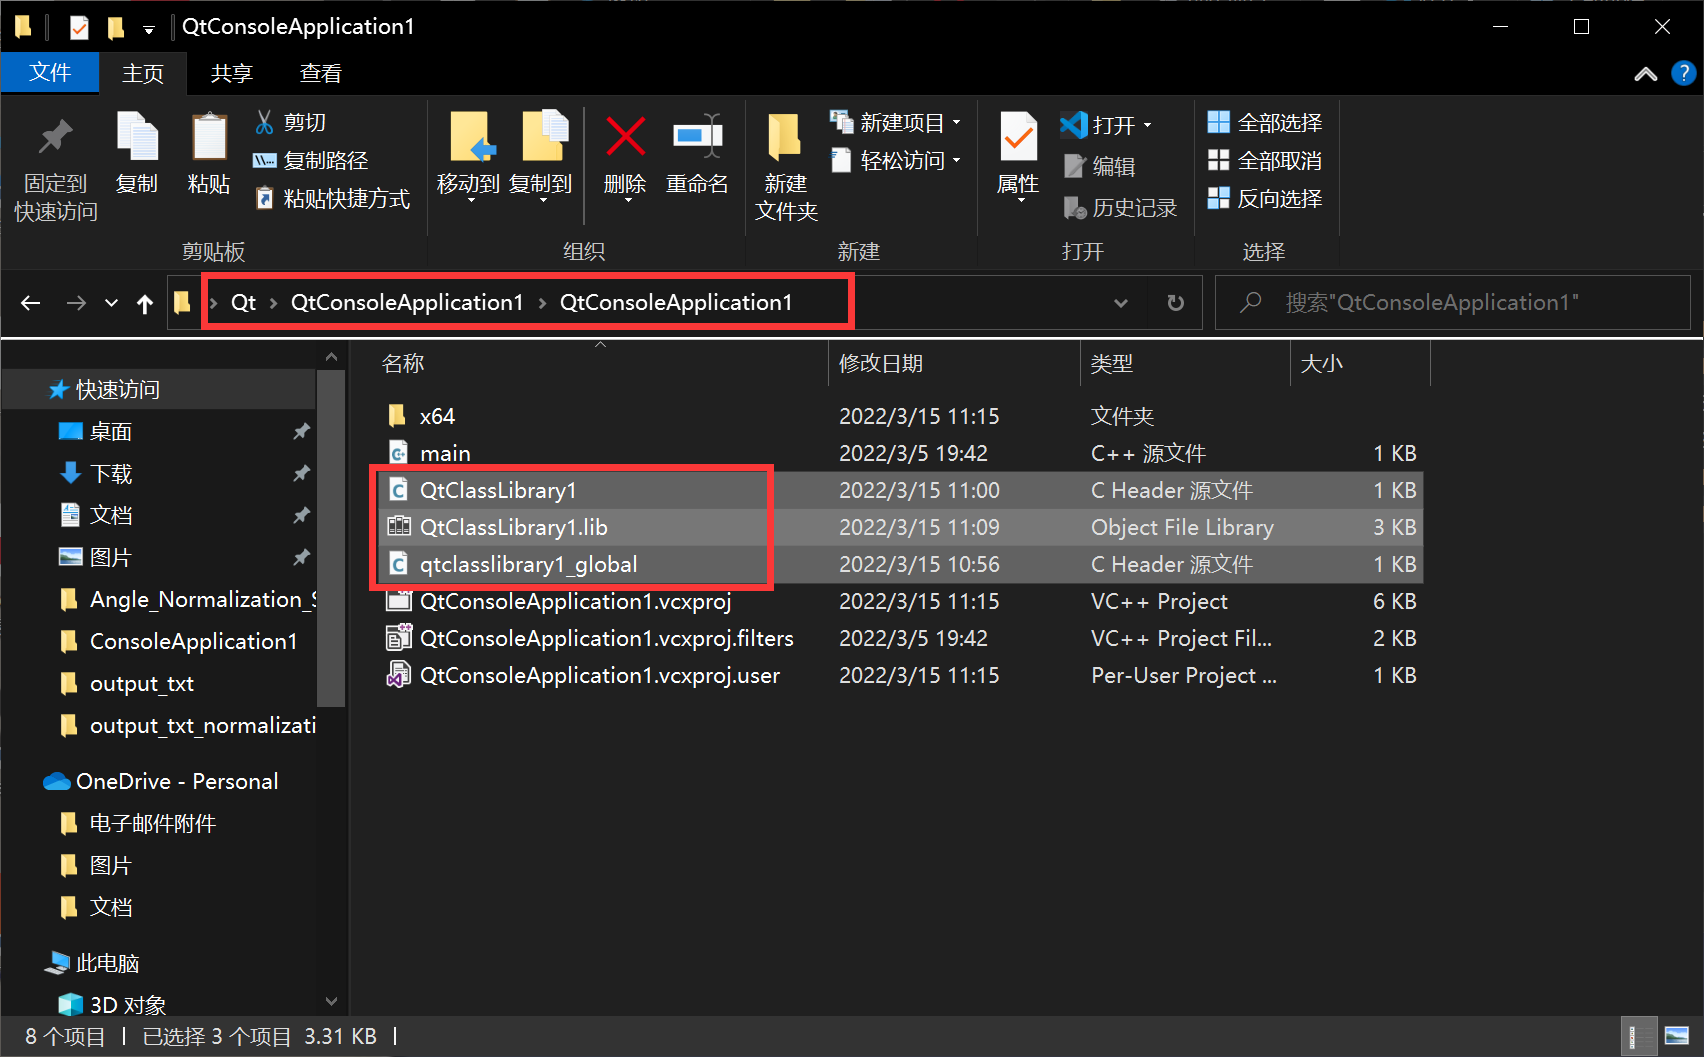 QtConsoleApplication1
文件 主页 共享 查看
固定到
快速访问
复制
粘贴
剪切
复制路径
粘贴快捷方式
剪贴板
移动到
复制到
删除
重命名
组织
新建
文件夹
新建项目
轻松访问
新建
属性
打开
编辑
历史记录
打开
全部选择
全部取消
反向选择
选择
Qt > QtConsoleApplication1 > QtConsoleApplication1
搜索"QtConsoleApplication1"
快速访问
桌面
下载
文档
图片
Angle_Normalization_S
ConsoleApplication1
output_txt
output_txt_normalizati
OneDrive - Personal
电子邮件附件
图片
文档
此电脑
3D 对象
名称 修改日期 类型 大小
x64 2022/3/15 11:15 文件夹
main 2022/3/5 19:42 C++ 源文件 1 KB
QtClassLibrary1 2022/3/15 11:00 C Header 源文件 1 KB
QtClassLibrary1.lib 2022/3/15 11:09 Object File Library 3 KB
qtclasslibrary1_global 2022/3/15 10:56 C Header 源文件 1 KB
QtConsoleApplication1.vcxproj 2022/3/15 11:15 VC++ Project 6 KB
QtConsoleApplication1.vcxproj.filters 2022/3/5 19:42 VC++ Project Fil... 2 KB
QtConsoleApplication1.vcxproj.user 2022/3/15 11:15 Per-User Project ... 1 KB
8 个项目 已选择 3 个项目 3.31 KB